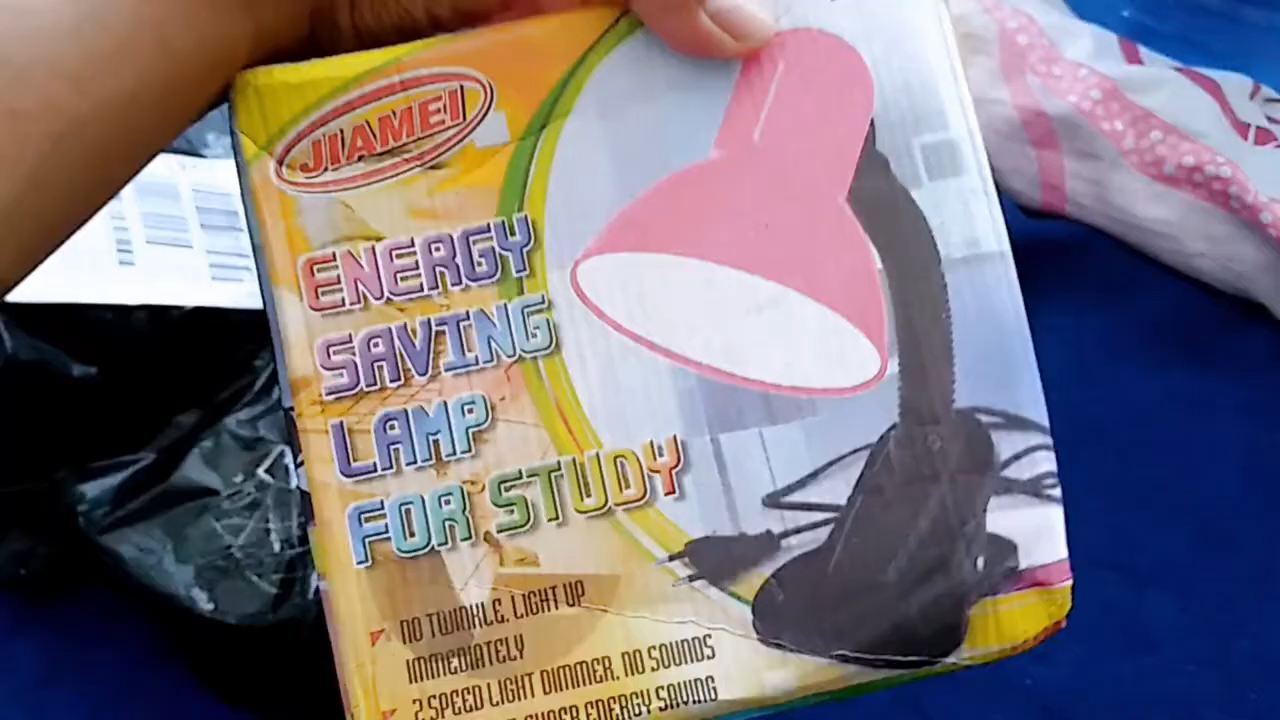 JIAMEI
ENERGY
SAVING
LAMP
FOR STUDY
NO TWINKLE, LIGHT UP
IMMEDIATELY
2 SPEED LIGHT DIMMER, NO SOUNDS
SUPER ENERGY SAVING